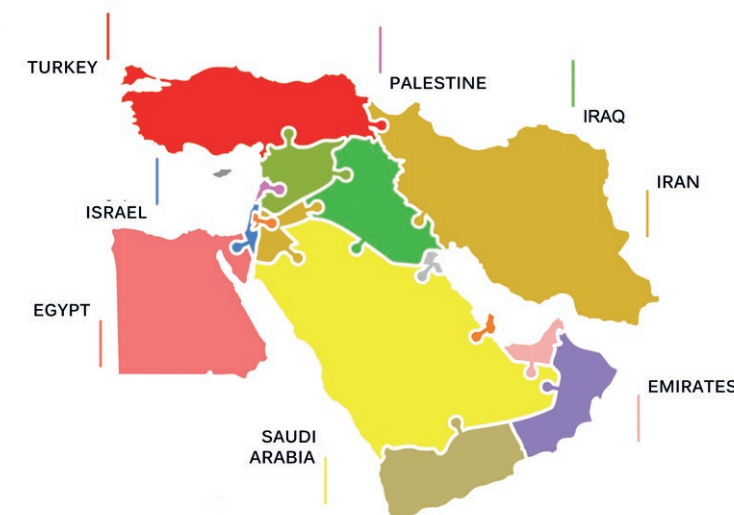 TURKEY
PALESTINE
IRAQ
IRAN
ISRAEL
EGYPT
EMIRATES
SAUDI
ARABIA